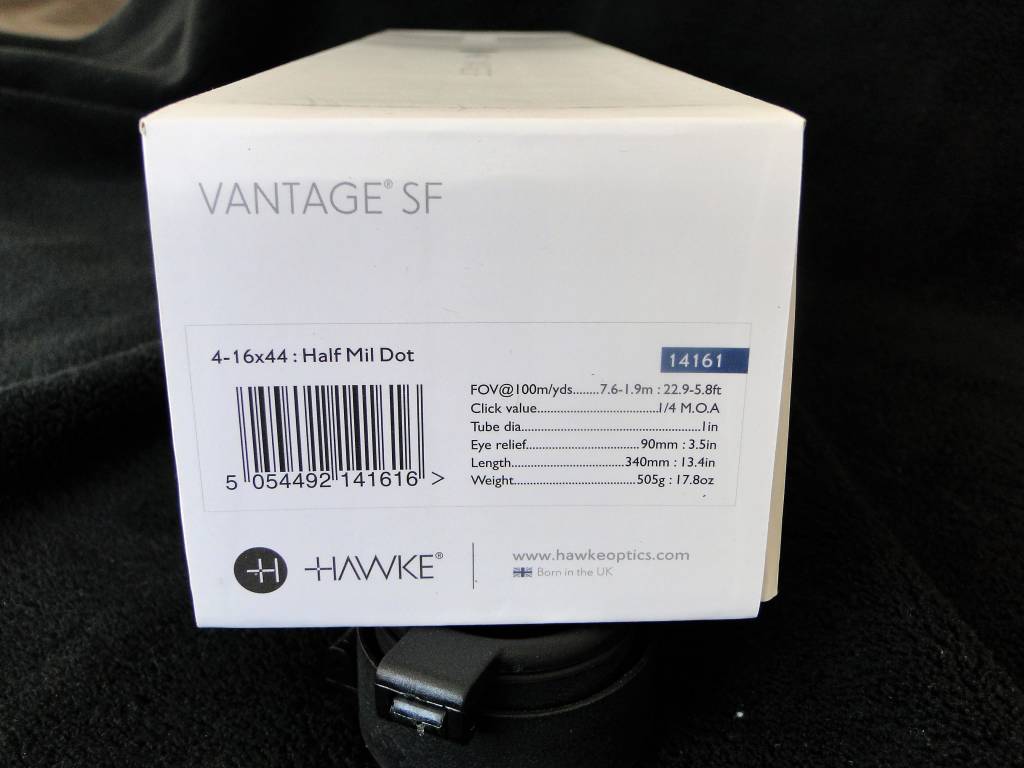 VANTAGE® SF
4-16x44 : Half Mil Dot
14161
FOV@100m/yds........7.6-1.9m : 22.9-5.8ft
Click value.................................1/4 M.O.A
Tube dia..................................................1in
Eye relief...............................90mm : 3.5in
Length..............................340mm : 13.4in
Weight.................................505g : 17.8oz
5 054492 141616 >
H HAWKE®
www.hawkeoptics.com
Born in the UK